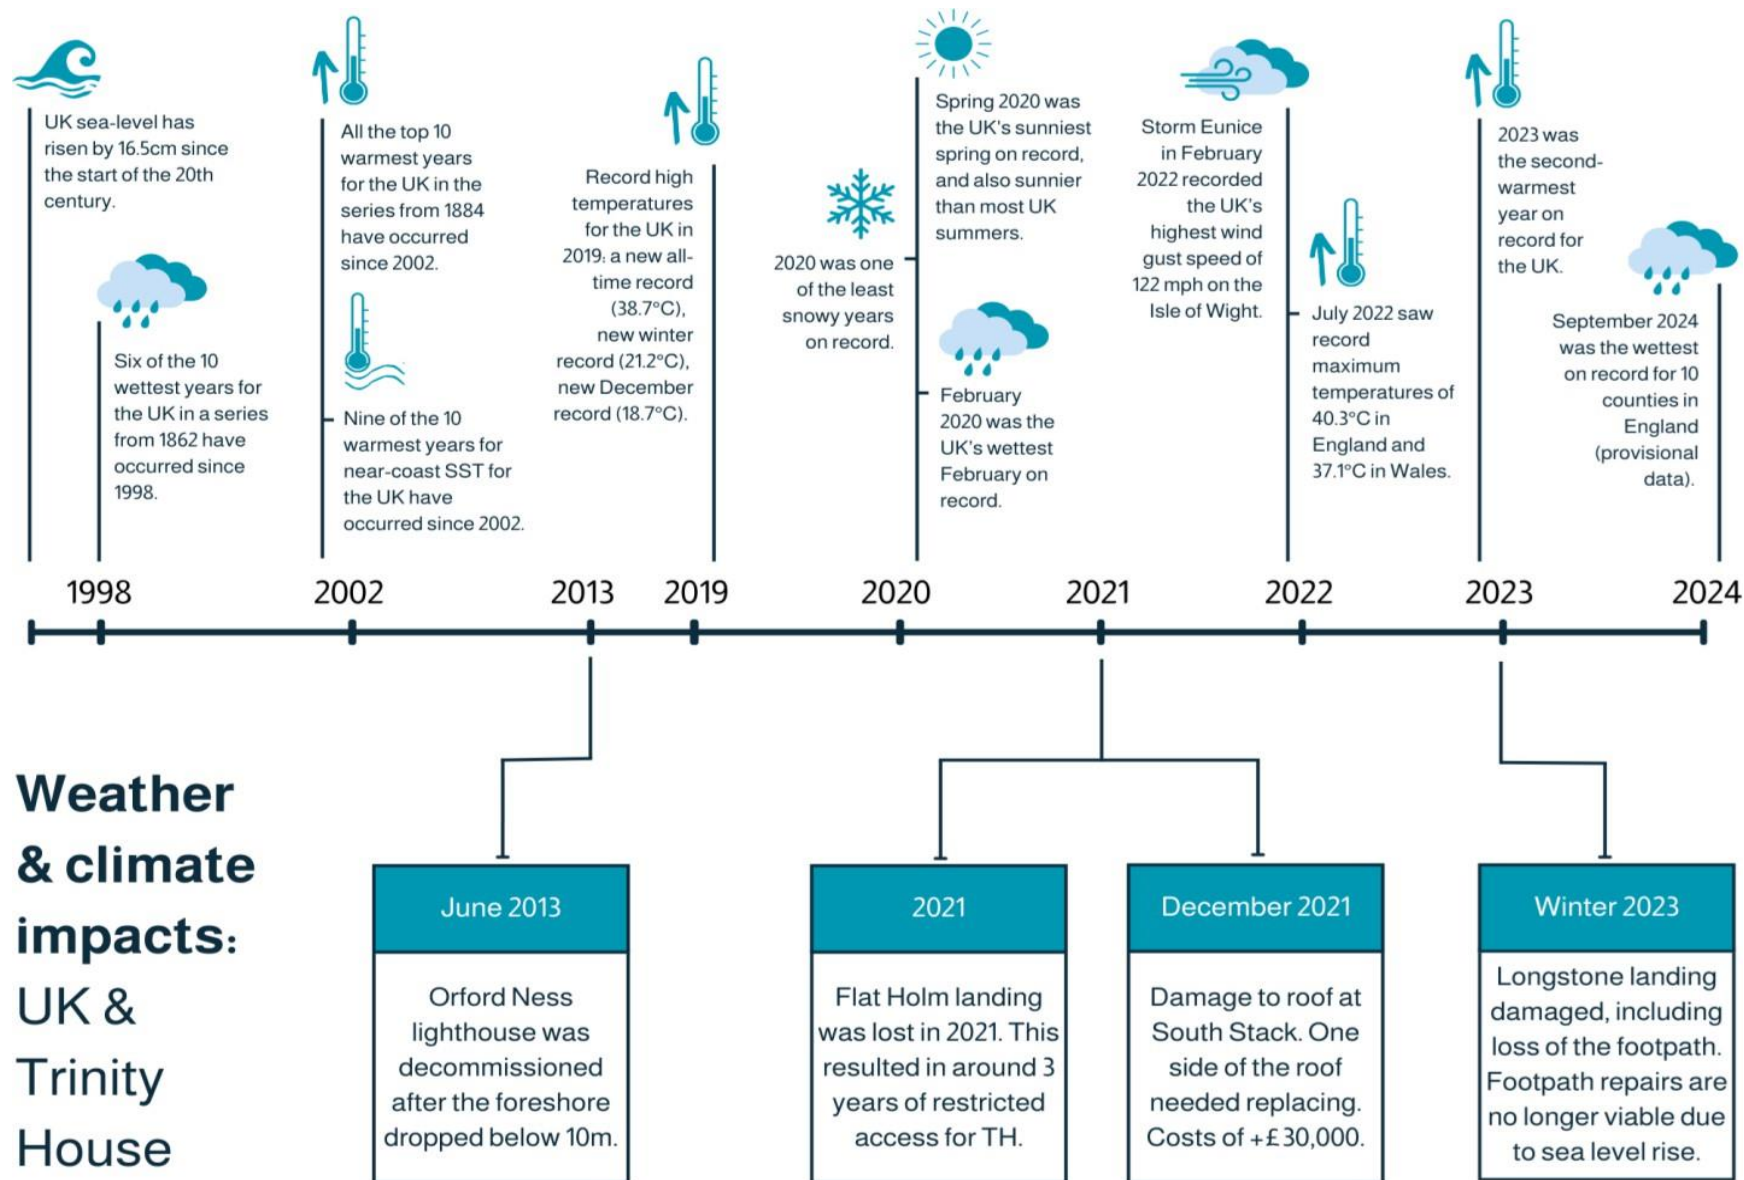 UK sea-level has
risen by 16.5cm since
the start of the 20th
century.
Six of the 10
wettest years for
the UK in a series
from 1862 have
occurred since
1998.
All the top 10
warmest years
for the UK in the
series from 1884
have occurred
since 2002.
Nine of the 10
warmest years for
near-coast SST for
the UK have
occurred since 2002.
Record high
temperatures
for the UK in
2019: a new all-
time record
(38.7°C),
new winter
record (21.2°C),
new December
record (18.7°C).
2020 was one
of the least
snowy years
on record.
Spring 2020 was
the UK's sunniest
spring on record,
and also sunnier
than most UK
summers.
February
2020 was the
UK's wettest
February on
record.
Storm Eunice
in February
2022 recorded
the UK's
highest wind
gust speed of
122 mph on the
Isle of Wight.
July 2022 saw
record
maximum
temperatures of
40.3°C in
England and
37.1°C in Wales.
2023 was
the second-
warmest
year on
record for
the UK.
September 2024
was the wettest
on record for 10
counties in
England
(provisional
data).
1998 2002 2013 2019 2020 2021 2022 2023 2024
Weather
& climate
impacts:
UK &
Trinity
House
June 2013
Orford Ness
lighthouse was
decommissioned
after the foreshore
dropped below 10m.
2021
Flat Holm landing
was lost in 2021. This
resulted in around 3
years of restricted
access for TH.
December 2021
Damage to roof at
South Stack. One
side of the roof
needed replacing.
Costs of +£30,000.
Winter 2023
Longstone landing
damaged, including
loss of the footpath.
Footpath repairs are
no longer viable due
to sea level rise.